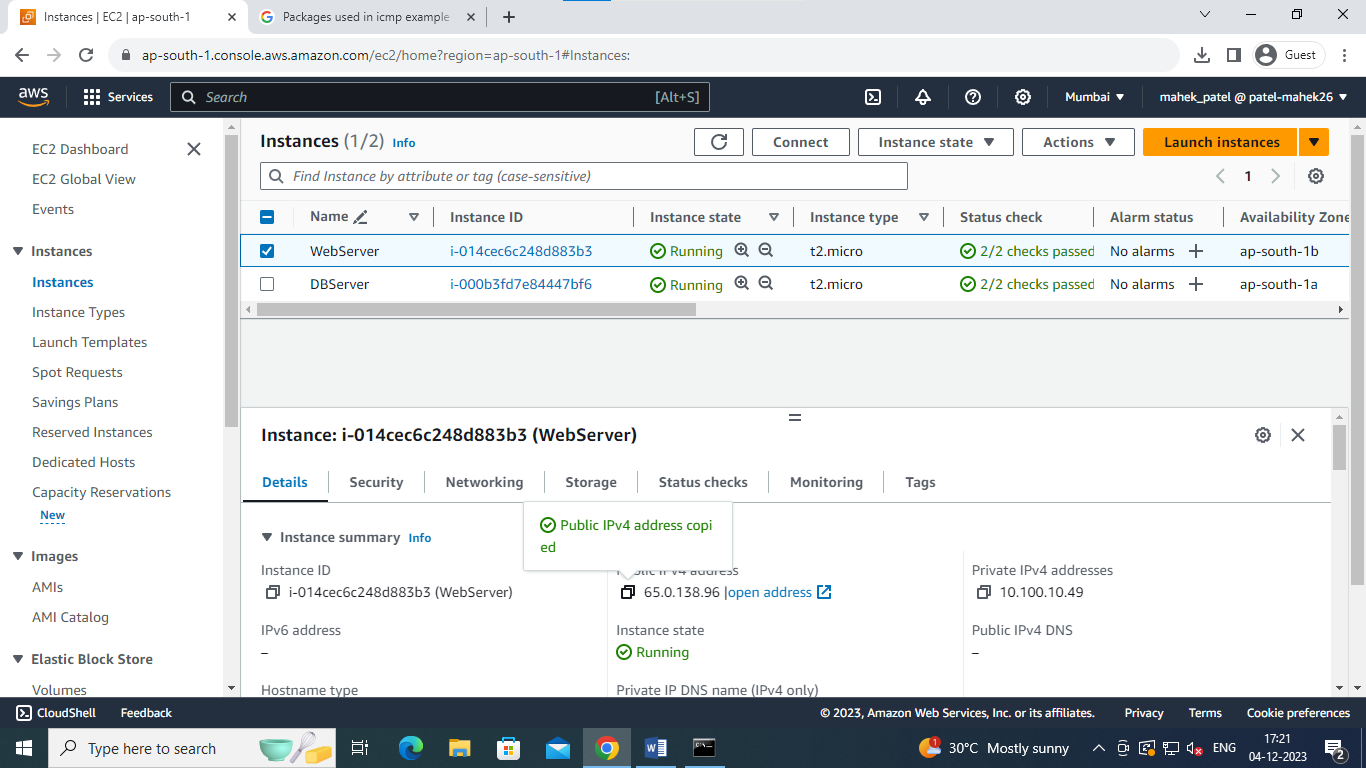 Instances | EC2 | ap-south-1
Packages used in icmp example
ap-south-1.console.aws.amazon.com/ec2/home?region=ap-south-1#Instances:
Guest
aws
Services
Search
[Alt+S]
Mumbai
mahek_patel @ patel-mahek26
EC2 Dashboard
EC2 Global View
Events
Instances
Instances
Instance Types
Launch Templates
Spot Requests
Savings Plans
Reserved Instances
Dedicated Hosts
Capacity Reservations
New
Images
AMIs
AMI Catalog
Elastic Block Store
Volumes
Instances (1/2) Info
Connect
Instance state
Actions
Launch instances
Find Instance by attribute or tag (case-sensitive)
1
Name Instance ID Instance state Instance type Status check Alarm status Availability Zone
WebServer i-014cec6c248d883b3 Running t2.micro 2/2 checks passed No alarms ap-south-1b
DBServer i-000b3fd7e84447bf6 Running t2.micro 2/2 checks passed No alarms ap-south-1a
Instance: i-014cec6c248d883b3 (WebServer)
Details Security Networking Storage Status checks Monitoring Tags
Public IPv4 address copi
ed
Instance summary Info
Instance ID
i-014cec6c248d883b3 (WebServer)
Public IPv4 address
65.0.138.96 |open address
Private IPv4 addresses
10.100.10.49
IPv6 address
–
Instance state
Running
Public IPv4 DNS
–
Hostname type
Private IP DNS name (IPv4 only)
CloudShell
Feedback
© 2023, Amazon Web Services, Inc. or its affiliates.
Privacy
Terms
Cookie preferences
Type here to search
30°C Mostly sunny
ENG
17:21
04-12-2023
1
2